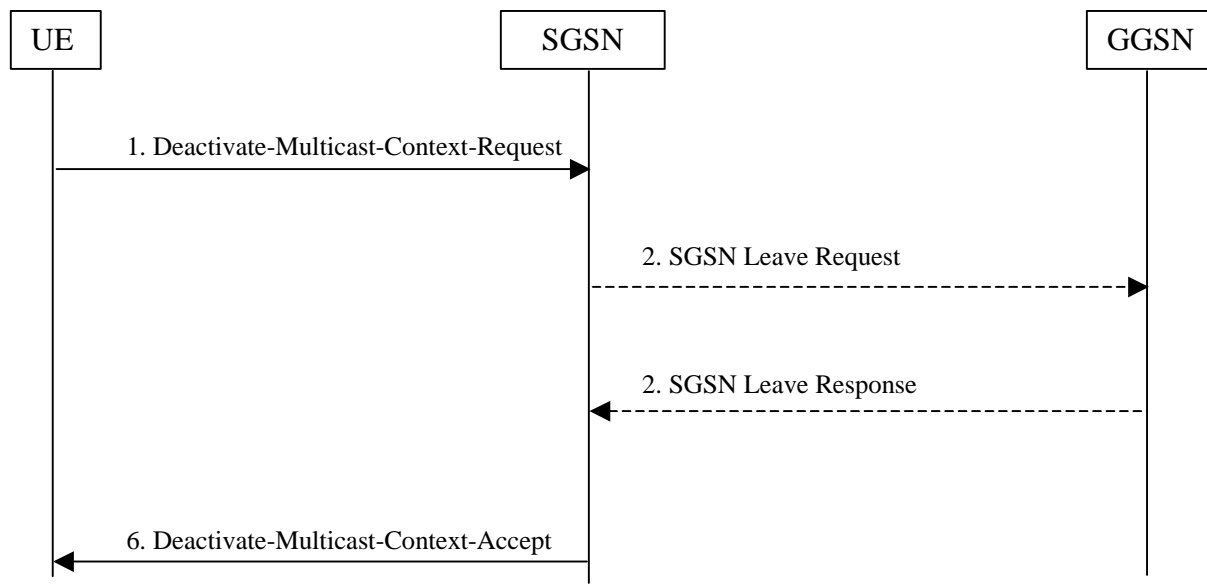 UE
SGSN
GGSN
1. Deactivate-Multicast-Context-Request
2. SGSN Leave Request
2. SGSN Leave Response
6. Deactivate-Multicast-Context-Accept